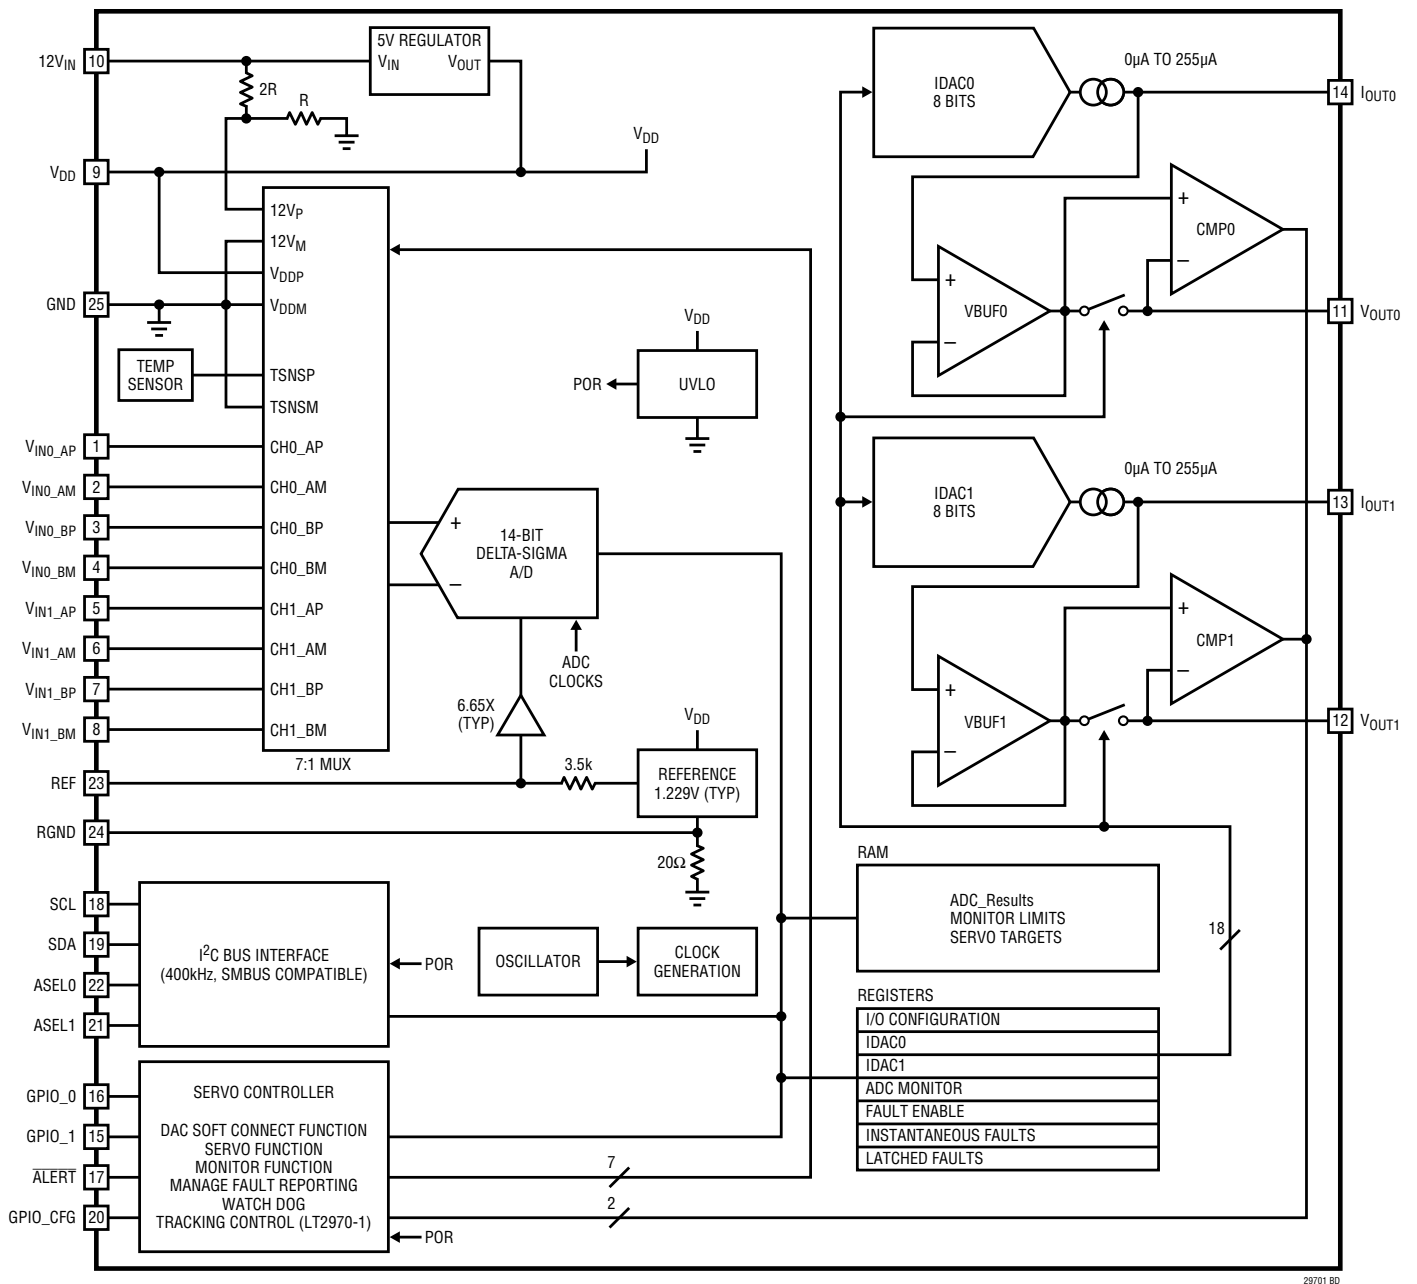 12VIN
10
5V REGULATOR
VIN
VOUT
2R
R
VDD
VDD
9
12VP
12VM
VDDP
GND
25
VDDM
TEMP
SENSOR
TSNSP
TSNSM
VIN0_AP
1
CH0_AP
VIN0_AM
2
CH0_AM
VIN0_BP
3
CH0_BP
VIN0_BM
4
CH0_BM
VIN1_AP
5
CH1_AP
VIN1_AM
6
CH1_AM
VIN1_BP
7
CH1_BP
VIN1_BM
8
CH1_BM
7:1 MUX
VDD
POR
UVLO
+
–
14-BIT
DELTA-SIGMA
A/D
ADC
CLOCKS
6.65X
(TYP)
VDD
REF
23
3.5k
REFERENCE
1.229V (TYP)
RGND
24
20Ω
IDAC0
8 BITS
0µA TO 255µA
14
IOUT0
+
–
CMP0
+
–
VBUF0
11
VOUT0
IDAC1
8 BITS
0µA TO 255µA
13
IOUT1
+
–
CMP1
+
–
VBUF1
12
VOUT1
SCL
18
SDA
19
ASEL0
22
ASEL1
21
I2C BUS INTERFACE
(400kHz, SMBUS COMPATIBLE)
POR
OSCILLATOR
CLOCK
GENERATION
RAM
ADC_Results
MONITOR LIMITS
SERVO TARGETS
18
REGISTERS
I/O CONFIGURATION
IDAC0
IDAC1
ADC MONITOR
FAULT ENABLE
INSTANTANEOUS FAULTS
LATCHED FAULTS
GPIO_0
16
GPIO_1
15
ALERT
17
GPIO_CFG
20
SERVO CONTROLLER
DAC SOFT CONNECT FUNCTION
SERVO FUNCTION
MONITOR FUNCTION
MANAGE FAULT REPORTING
WATCH DOG
TRACKING CONTROL (LT2970-1)
7
2
POR
29701 BD